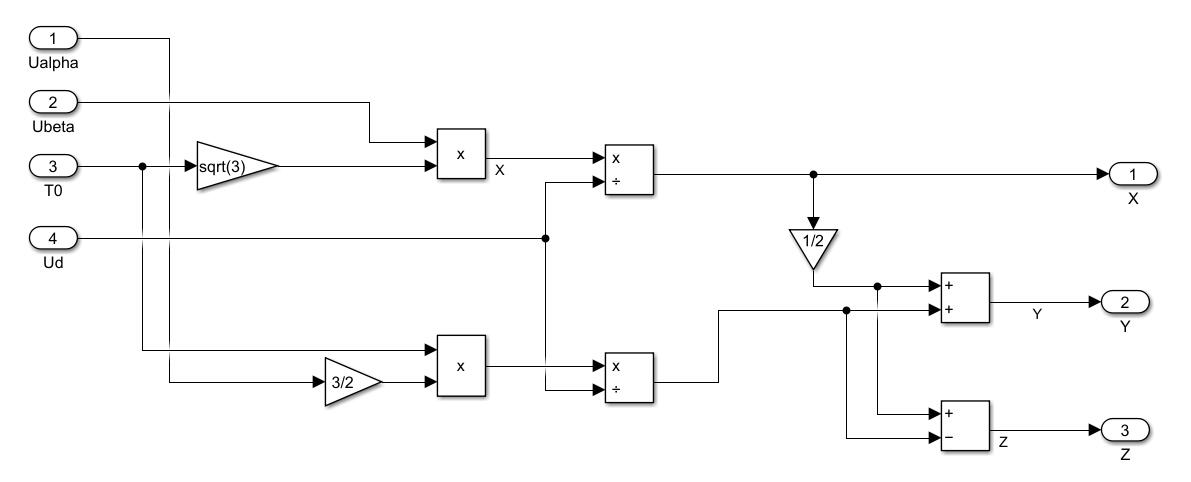 1
Ualpha
2
Ubeta
3
T0
sqrt(3)
x
X
x
÷
1
X
4
Ud
1/2
+
+
Y
2
Y
3/2
x
x
÷
+
−
Z
3
Z